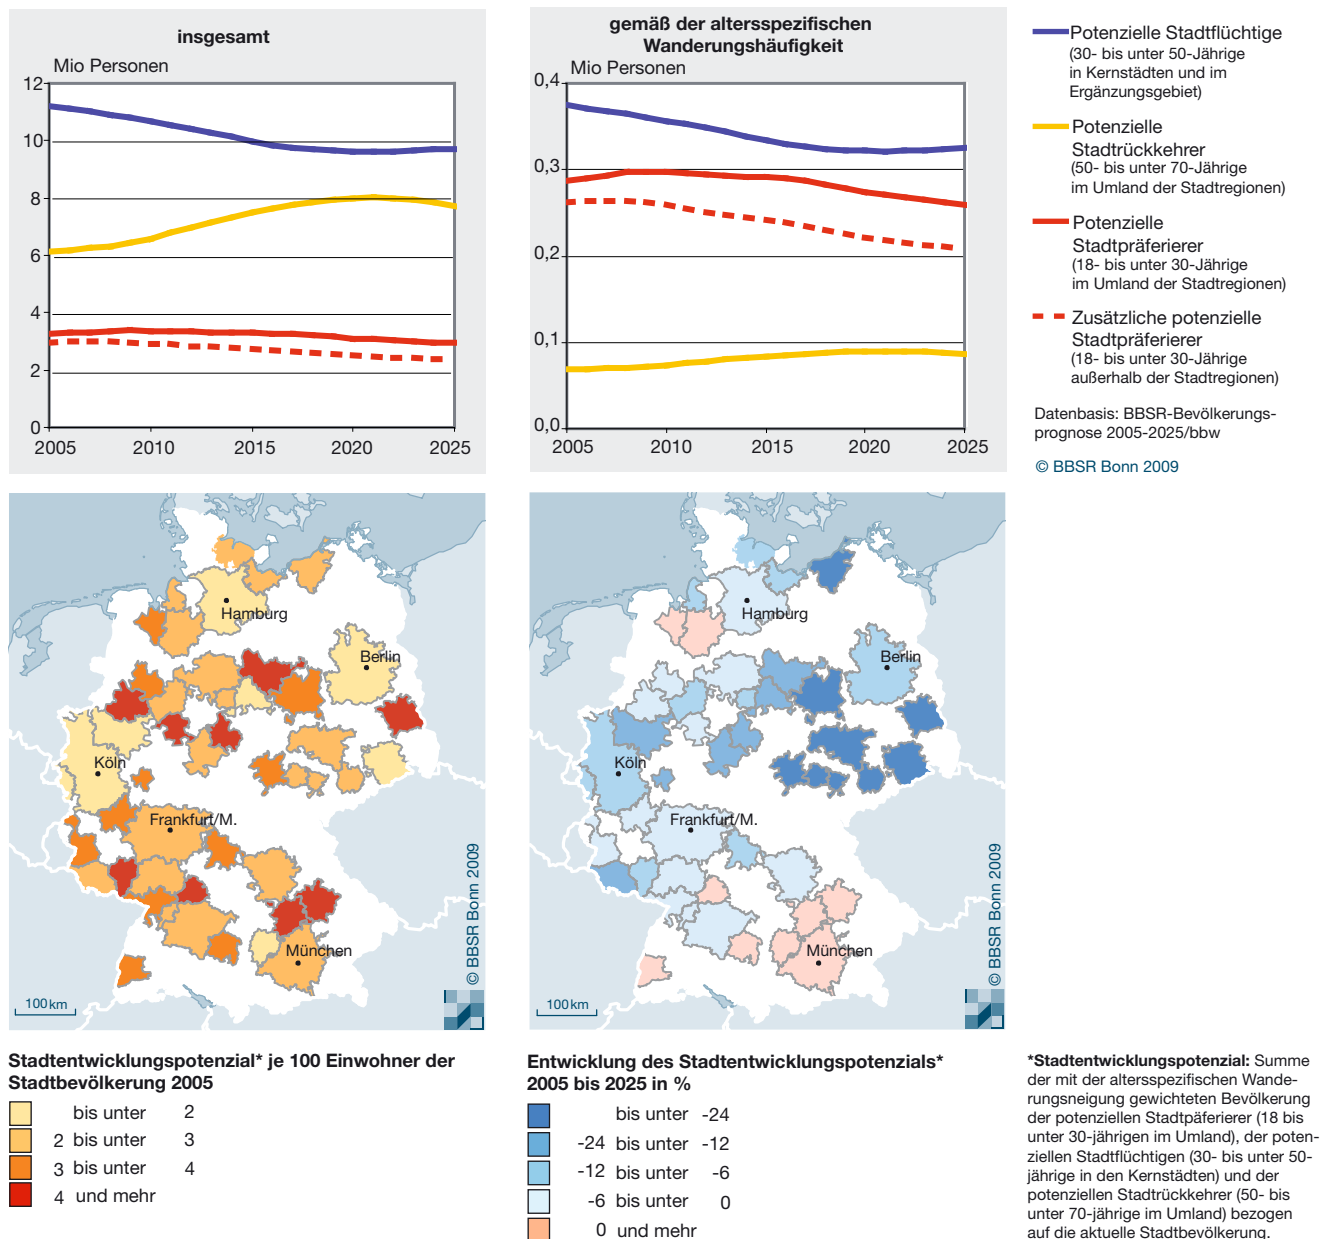 insgesamt
Mio Personen
12
10
8
6
4
2
0
2005 2010 2015 2020 2025
gemäß der altersspezifischen
Wanderungshäufigkeit
Mio Personen
0,4
0,3
0,2
0,1
0,0
2005 2010 2015 2020 2025
Potenzielle Stadtflüchtige
(30- bis unter 50-Jährige
in Kernstädten und im
Ergänzungsgebiet)
Potenzielle
Stadtrückkehrer
(50- bis unter 70-Jährige
im Umland der Stadtregionen)
Potenzielle
Stadtpräferierer
(18- bis unter 30-Jährige
im Umland der Stadtregionen)
Zusätzliche potenzielle
Stadtpräferierer
(18- bis unter 30-Jährige
außerhalb der Stadtregionen)
Datenbasis: BBSR-Bevölkerungs-
prognose 2005-2025/bbw
© BBSR Bonn 2009
Hamburg
Berlin
Köln
Frankfurt/M.
München
100 km
© BBSR Bonn 2009
Hamburg
Berlin
Köln
Frankfurt/M.
München
100 km
© BBSR Bonn 2009
Stadtentwicklungspotenzial* je 100 Einwohner der
Stadtbevölkerung 2005
bis unter 2
2 bis unter 3
3 bis unter 4
4 und mehr
Entwicklung des Stadtentwicklungspotenzials*
2005 bis 2025 in %
bis unter -24
-24 bis unter -12
-12 bis unter -6
-6 bis unter 0
0 und mehr
*Stadtentwicklungspotenzial: Summe
der mit der altersspezifischen Wande-
rungsneigung gewichteten Bevölkerung
der potenziellen Stadtpäferierer (18 bis
unter 30-jährigen im Umland), der poten-
ziellen Stadtflüchtigen (30- bis unter 50-
jährige in den Kernstädten) und der
potenziellen Stadtrückkehrer (50- bis
unter 70-jährige im Umland) bezogen
auf die aktuelle Stadtbevölkerung.